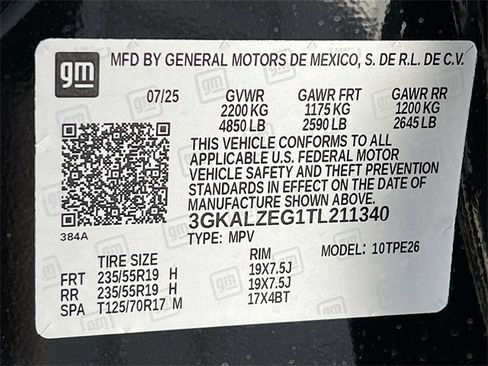 gm
MFD BY GENERAL MOTORS DE MEXICO, S. DE R.L. DE C.V.
07/25 GVWR GAWR FRT GAWR RR
2200 KG 1175 KG 1200 KG
4850 LB 2590 LB 2645 LB
THIS VEHICLE CONFORMS TO ALL
APPLICABLE U.S. FEDERAL MOTOR
VEHICLE SAFETY AND THEFT PREVENTION
STANDARDS IN EFFECT ON THE DATE OF
MANUFACTURE SHOWN ABOVE.
3GKALZEG1TL211340
384A
TYPE: MPV
MODEL: 10TPE26
TIRE SIZE RIM
FRT 235/55R19 H 19X7.5J
RR 235/55R19 H 19X7.5J
SPA T125/70R17 M 17X4BT